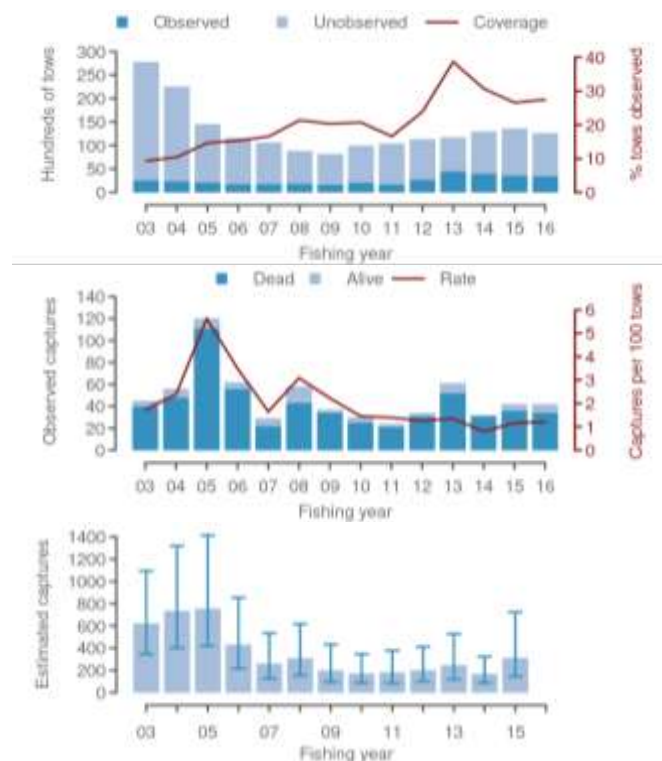 Observed Unobserved Coverage
300
250
200
150
100
50
0
Hundreds of tows
40
30
20
10
0
% tows observed
03 04 05 06 07 08 09 10 11 12 13 14 15 16
Fishing year
Dead Alive Rate
140
120
100
80
60
40
20
0
Observed captures
6
5
4
3
2
1
0
Captures per 100 tows
03 04 05 06 07 08 09 10 11 12 13 14 15 16
Fishing year
1400
1200
1000
800
600
400
200
0
Estimated captures
03 05 07 09 11 13 15
Fishing year